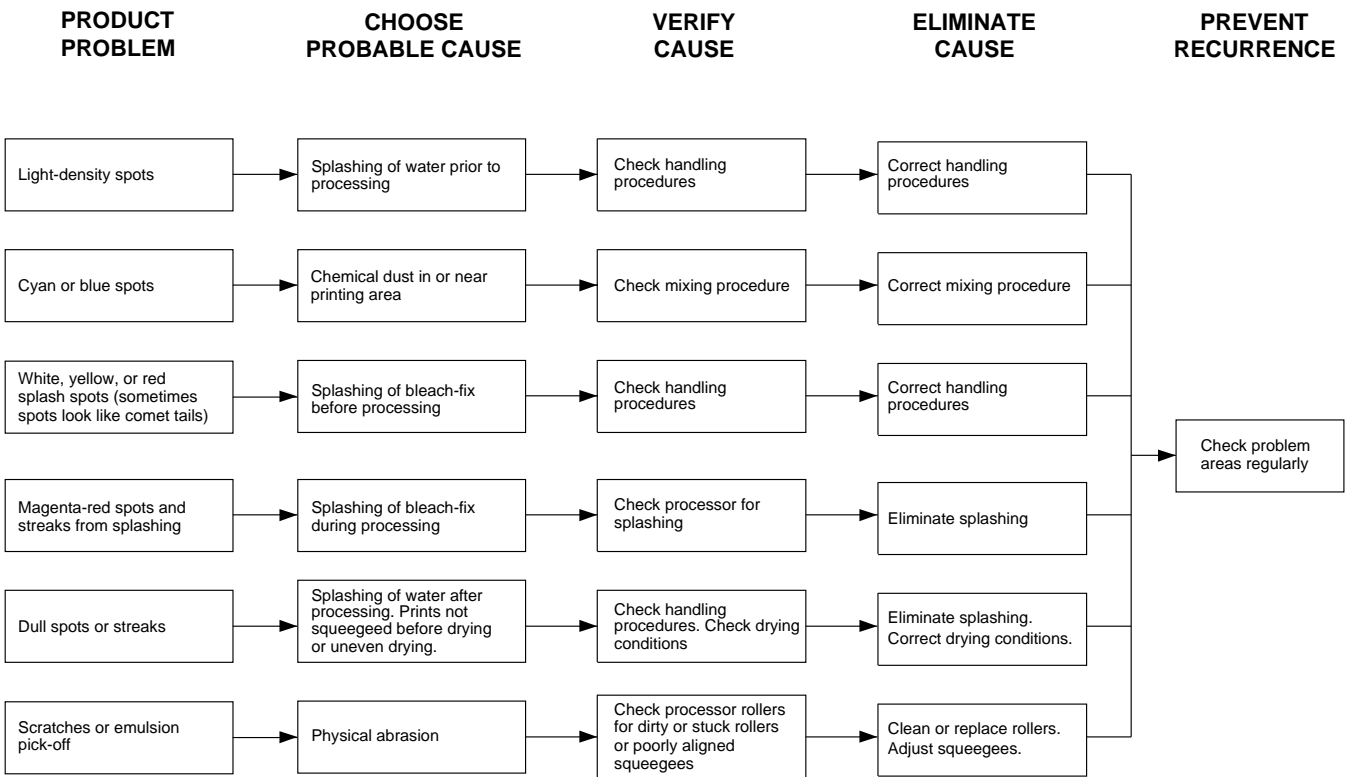 PRODUCT
PROBLEM
CHOOSE
PROBABLE CAUSE
VERIFY
CAUSE
ELIMINATE
CAUSE
PREVENT
RECURRENCE
Light-density spots
Splashing of water prior to
processing
Check handling
procedures
Correct handling
procedures
Cyan or blue spots
Chemical dust in or near
printing area
Check mixing procedure
Correct mixing procedure
White, yellow, or red
splash spots (sometimes
spots look like comet tails)
Splashing of bleach-fix
before processing
Check handling
procedures
Correct handling
procedures
Check problem
areas regularly
Magenta-red spots and
streaks from splashing
Splashing of bleach-fix
during processing
Check processor for
splashing
Eliminate splashing
Dull spots or streaks
Splashing of water after
processing. Prints not
squeegeed before drying
or uneven drying.
Check handling
procedures. Check drying
conditions
Eliminate splashing.
Correct drying conditions.
Scratches or emulsion
pick-off
Physical abrasion
Check processor rollers
for dirty or stuck rollers
or poorly aligned
squeegees
Clean or replace rollers.
Adjust squeegees.